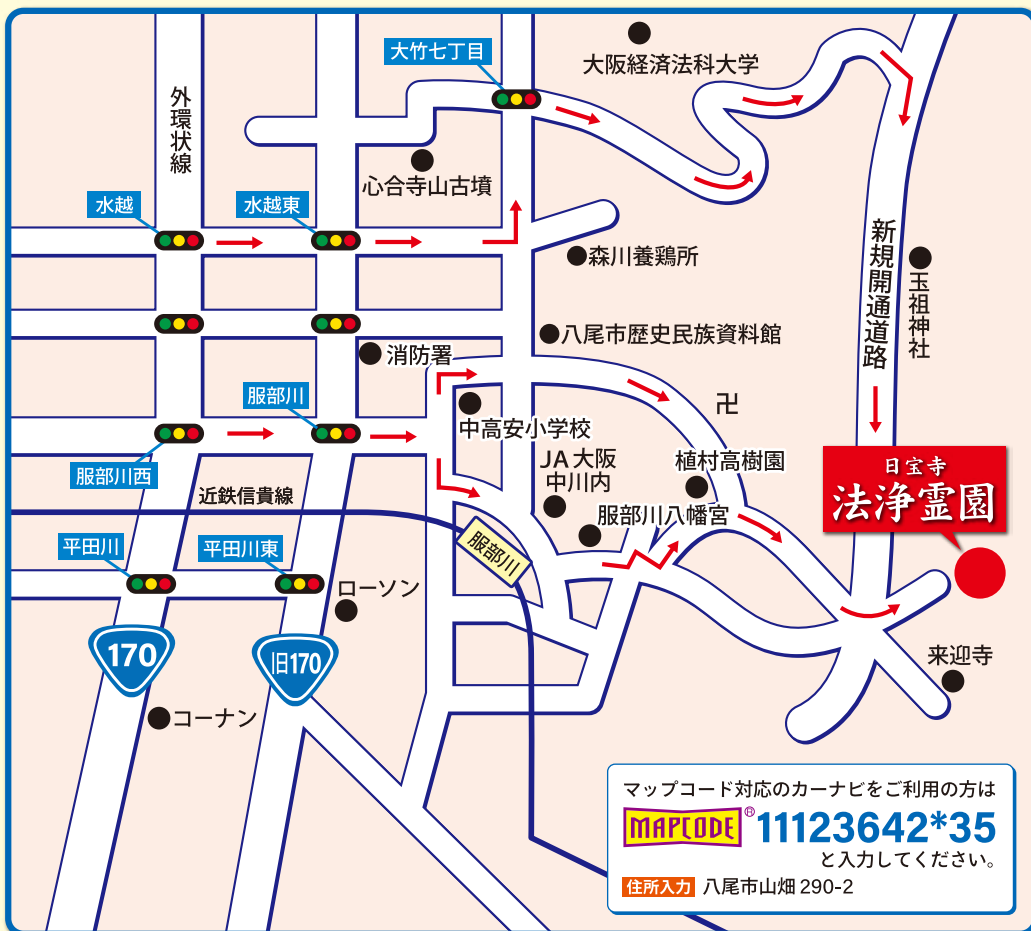 大竹七丁目
大阪経済法科大学
外環状線
心合寺山古墳
水越
水越東
森川養鶏所
新規開通道路
玉祖神社
八尾市歴史民族資料館
消防署
服部川
卍
中高安小学校
服部川西
JA大阪
中川内
植村高樹園
日宝寺
法浄霊園
近鉄信貴線
服部川八幡宮
平田川
平田川東
服部川
ローソン
170
旧170
来迎寺
コーナン
マップコード対応のカーナビをご利用の方は
MAPCODE® 11123642*35
と入力してください。
住所入力 八尾市山畑 290-2